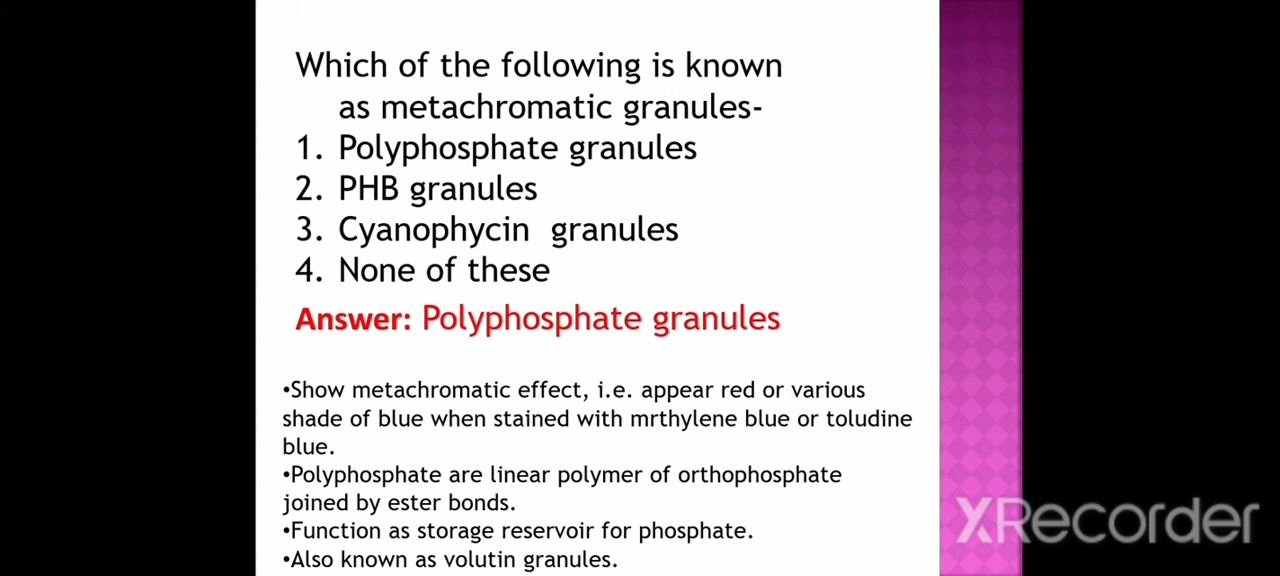 Which of the following is known
as metachromatic granules-
1. Polyphosphate granules
2. PHB granules
3. Cyanophycin granules
4. None of these
Answer: Polyphosphate granules
•Show metachromatic effect, i.e. appear red or various
shade of blue when stained with mrthylene blue or toludine
blue.
•Polyphosphate are linear polymer of orthophosphate
joined by ester bonds.
•Function as storage reservoir for phosphate.
•Also known as volutin granules.
XRecorder